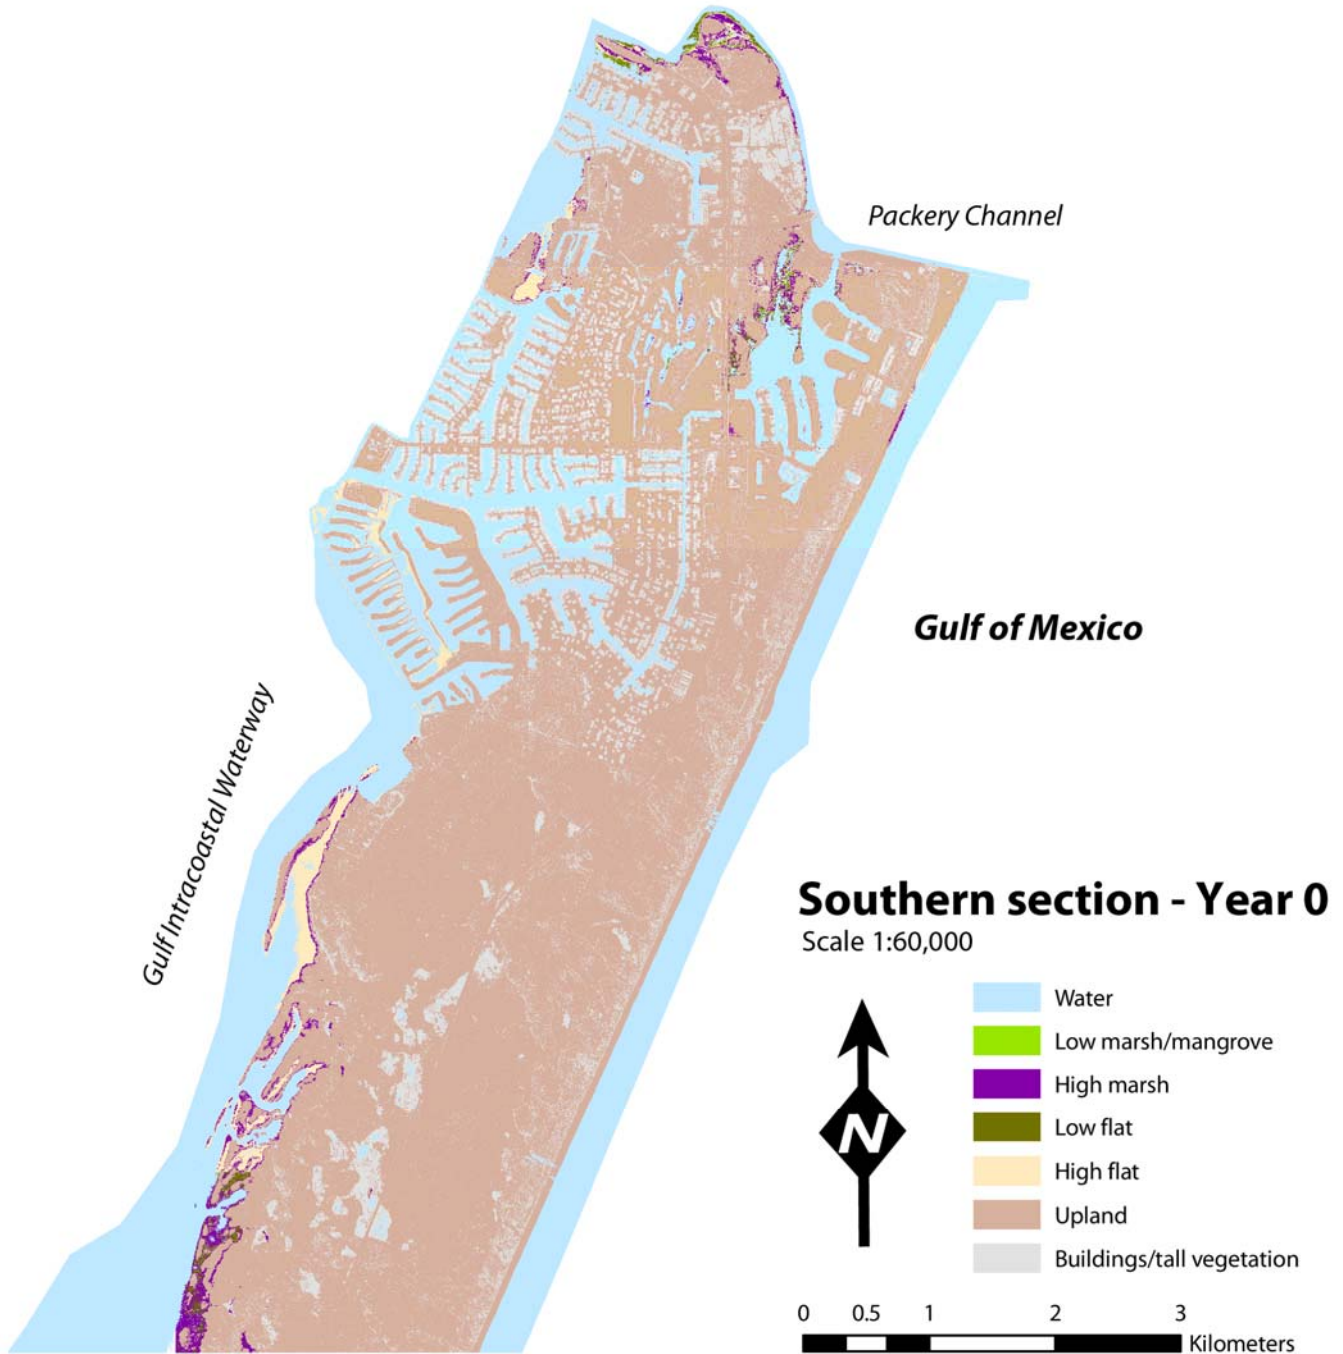 Packery Channel
Gulf of Mexico
Gulf Intracoastal Waterway
Southern section - Year 0
Scale 1:60,000
Water
Low marsh/mangrove
High marsh
Low flat
High flat
Upland
Buildings/tall vegetation
N
0 0.5 1 2 3
Kilometers